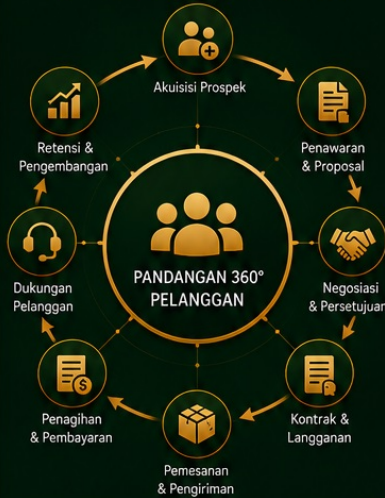 Akuisisi Prospek
Penawaran
& Proposal
Negosiasi
& Persetujuan
Kontrak &
Langganan
Pemesanan
& Pengiriman
Penagihan
& Pembayaran
Dukungan
Pelanggan
Retensi &
Pengembangan
PANDANGAN 360°
PELANGGAN
$